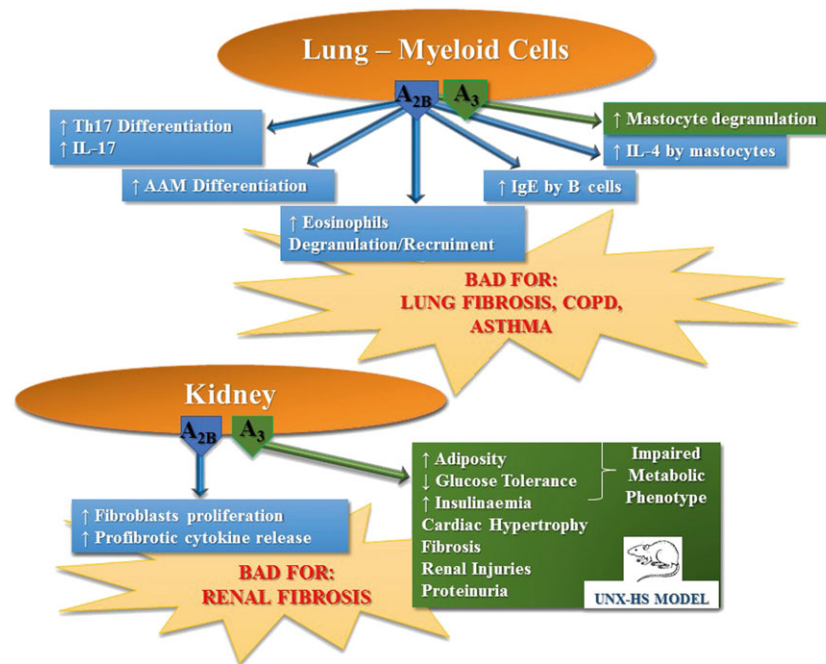 Lung – Myeloid Cells
A2B
A3
↑ Th17 Differentiation
↑ IL-17
↑ Mastocyte degranulation
↑ IL-4 by mastocytes
↑ AAM Differentiation
↑ IgE by B cells
↑ Eosinophils
Degranulation/Recruiment
BAD FOR:
LUNG FIBROSIS, COPD,
ASTHMA
Kidney
A2B
A3
↑ Fibroblasts proliferation
↑ Profibrotic cytokine release
BAD FOR:
RENAL FIBROSIS
↑ Adiposity
↓ Glucose Tolerance
↑ Insulinaemia
Cardiac Hypertrophy
Fibrosis
Renal Injuries
Proteinuria
Impaired
Metabolic
Phenotype
UNX-HS MODEL